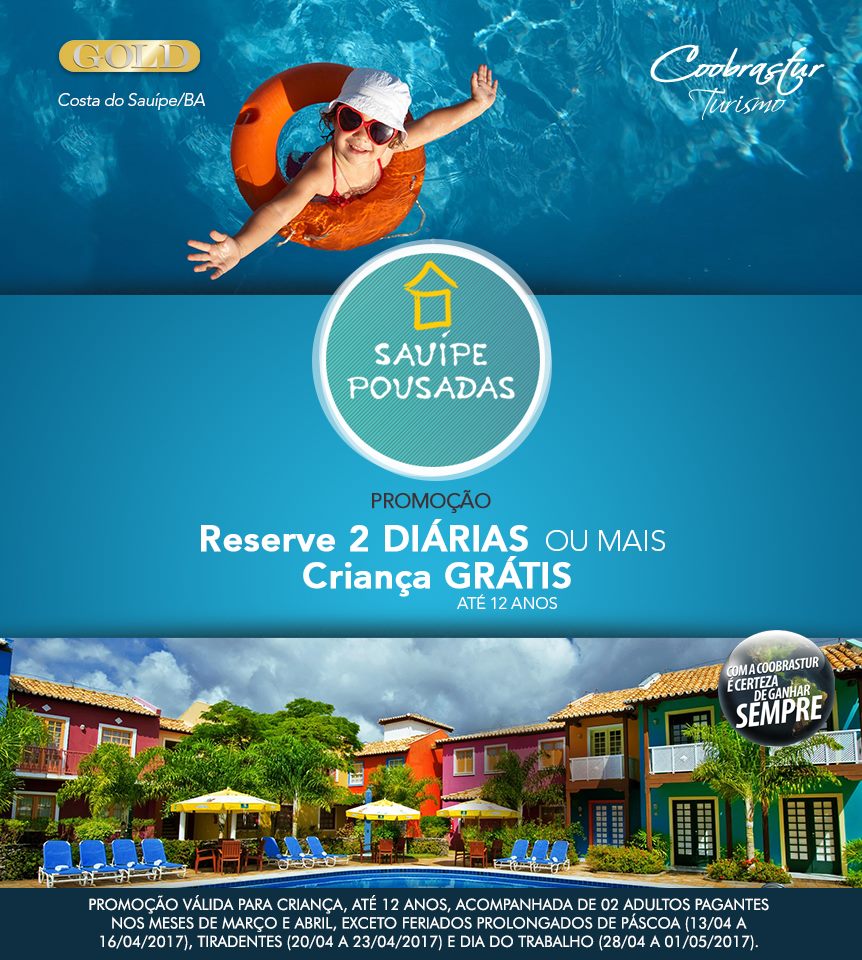 GOLD
Costa do Sauípe/BA
Coobrastur
Turismo
SAUÍPE
POUSADAS
PROMOÇÃO
Reserve 2 DIÁRIAS OU MAIS
Criança GRÁTIS
ATÉ 12 ANOS
COM A COOBRASTUR
É CERTEZA
DE GANHAR
SEMPRE
PROMOÇÃO VÁLIDA PARA CRIANÇA, ATÉ 12 ANOS, ACOMPANHADA DE 02 ADULTOS PAGANTES
NOS MESES DE MARÇO E ABRIL, EXCETO FERIADOS PROLONGADOS DE PÁSCOA (13/04 A
16/04/2017), TIRADENTES (20/04 A 23/04/2017) E DIA DO TRABALHO (28/04 A 01/05/2017).